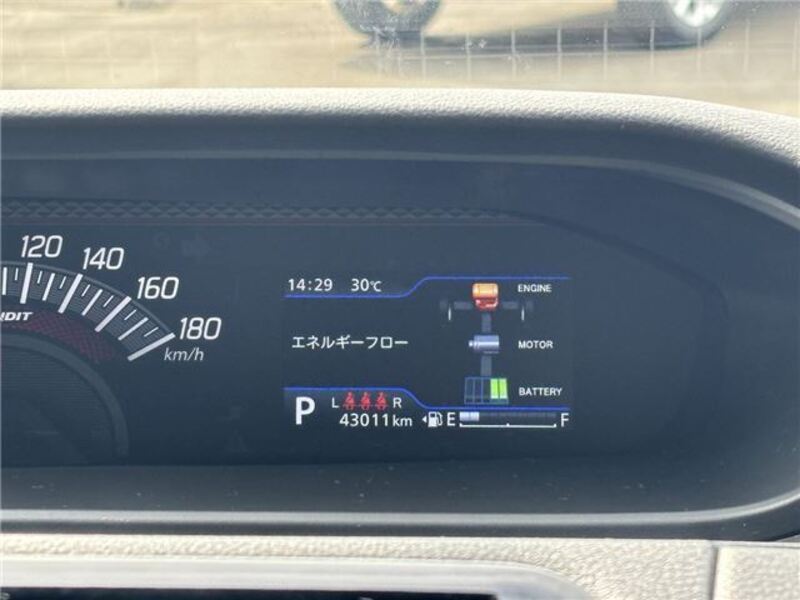 120
140
160
180
km/h
NDIT
14:29 30℃
ENGINE
エネルギーフロー
MOTOR
BATTERY
P
L R
43011km
E F